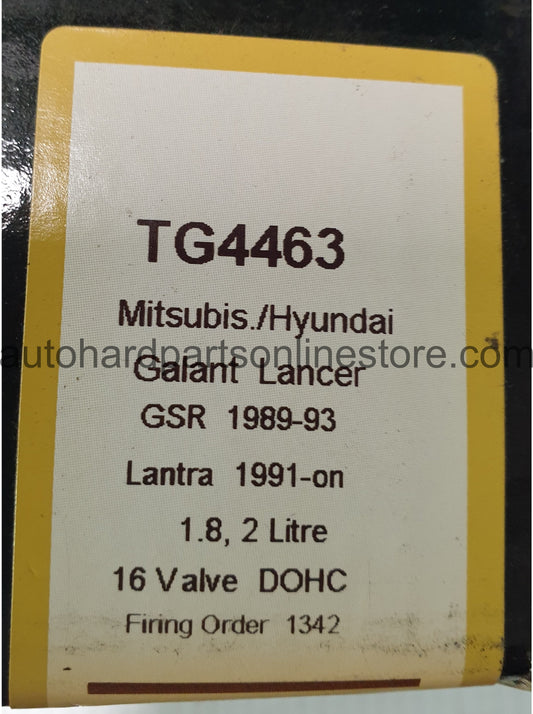 TG4463
Mitsubis./Hyundai
autohardpartsonlinestore.com
Galant Lancer
GSR 1989-93
Lantra 1991-on
1.8, 2 Litre
16 Valve DOHC
Firing Order 1342